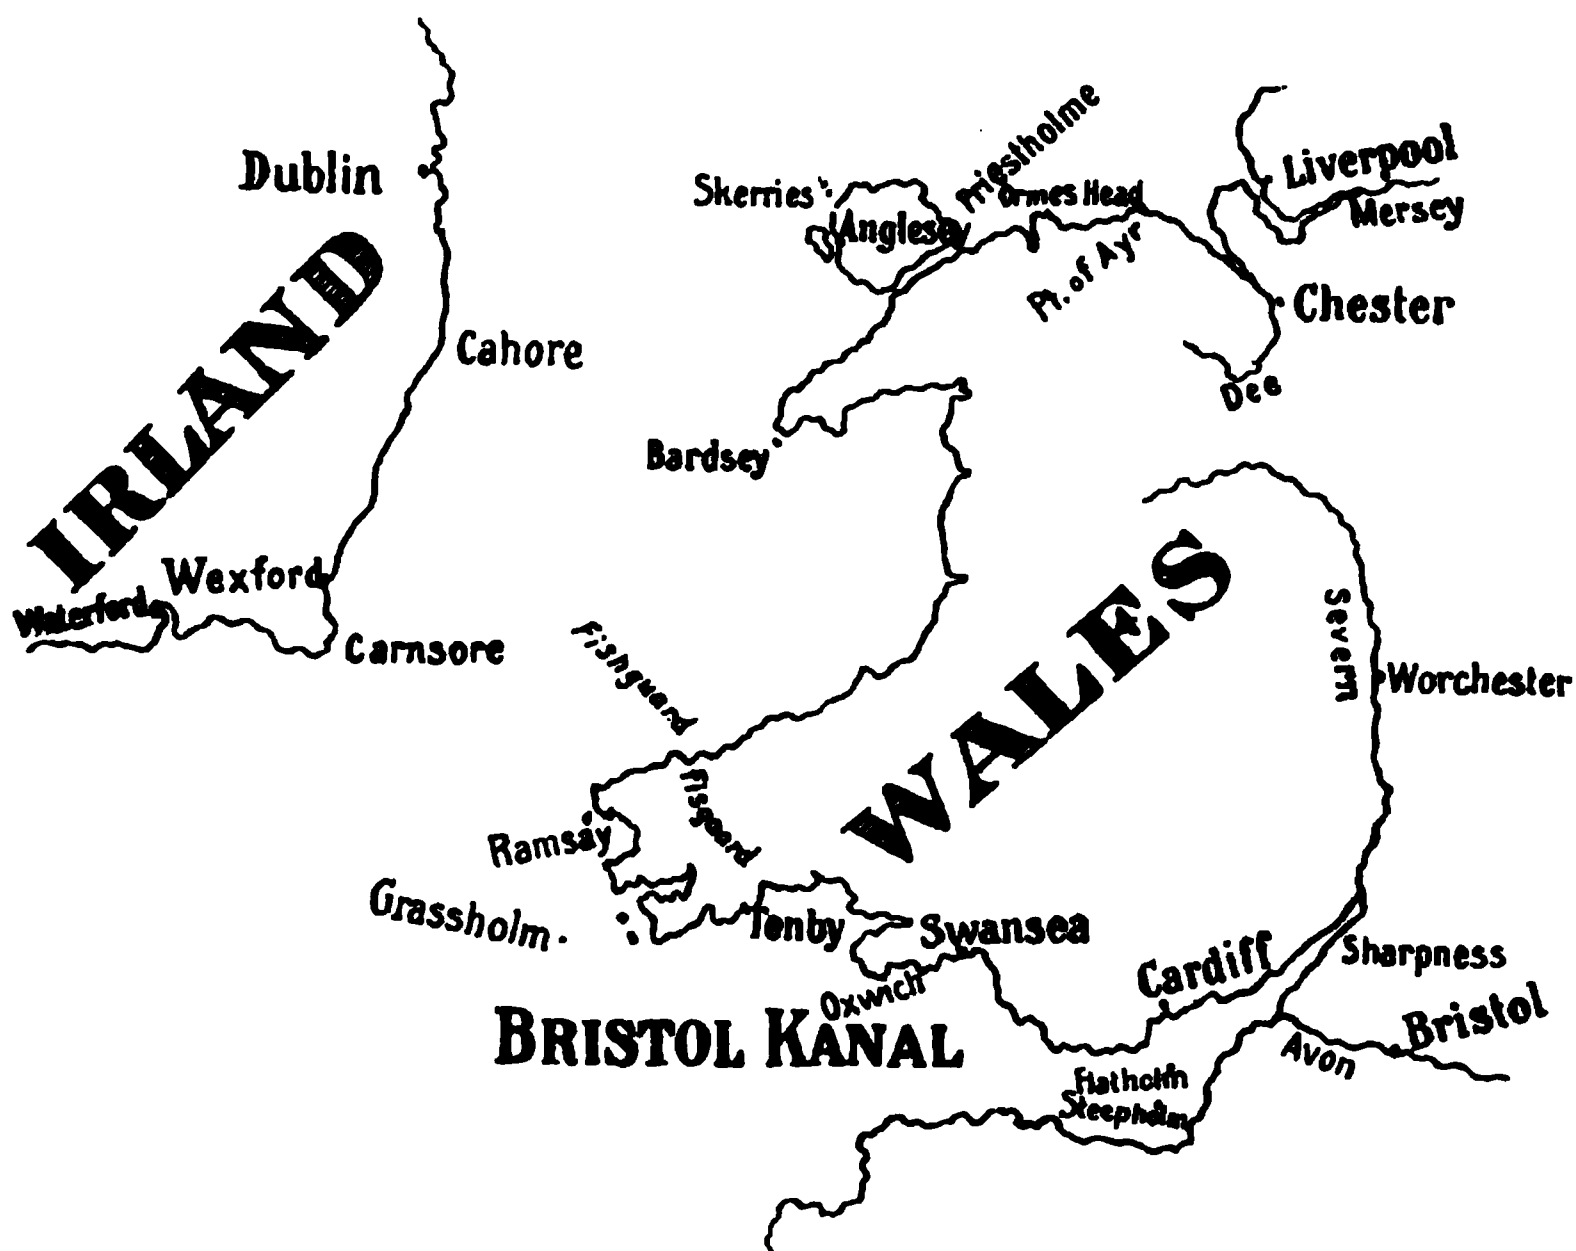 Priestholme
Dublin
Skerries
Ormes Head
Liverpool
Mersey
Anglesey
Pt. of Ayr
IRLAND
Chester
Cahore
Dee
Bardsey
WALES
Wexford
Waterford
Carnsore
Severn
Fishguard
Worchester
Fisguard
Ramsay
Grassholm
Tenby
Swansea
Cardiff
Sharpness
Oxwich
BRISTOL KANAL
Bristol
Avon
Flatholm
Steepholm